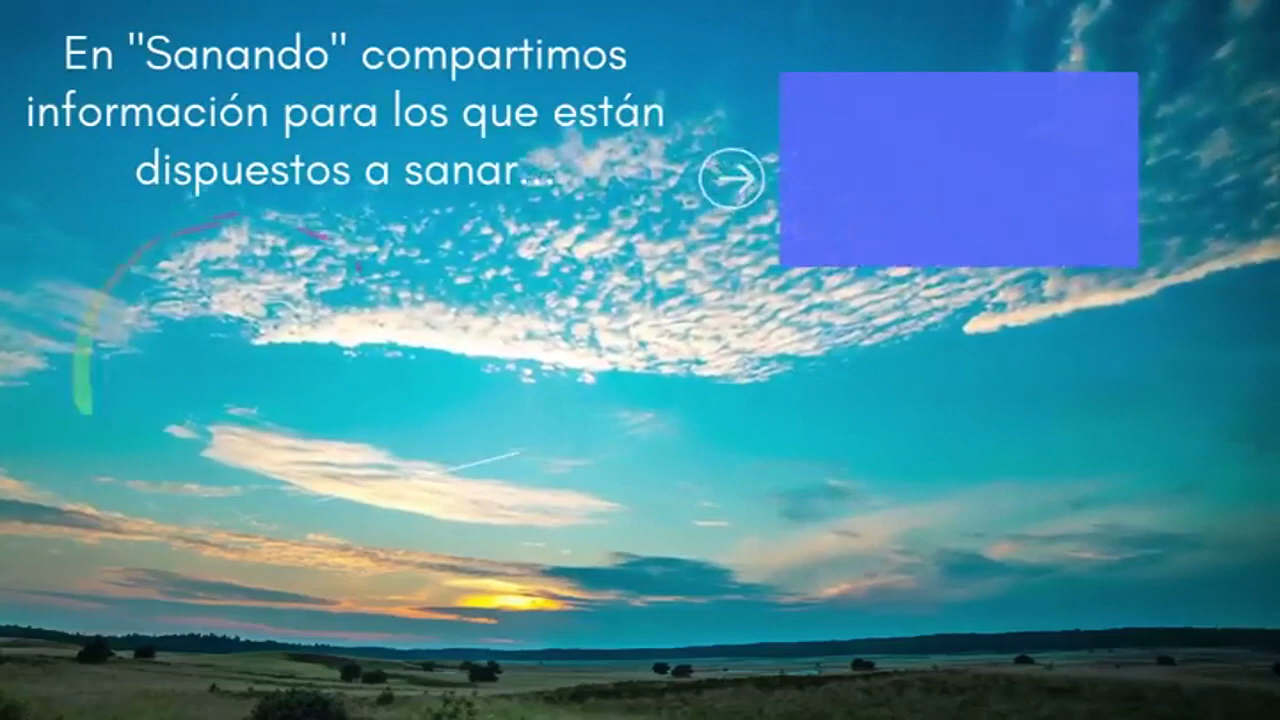 En "Sanando" compartimos
información para los que están
dispuestos a sanar...